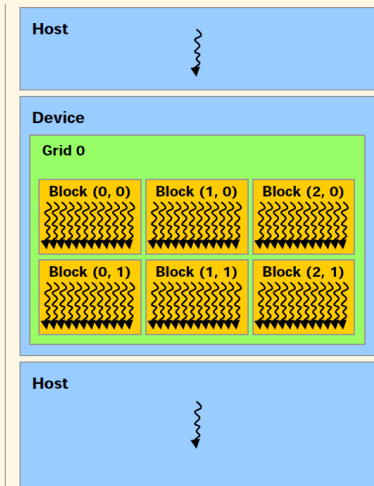 Host
Device
Grid 0
Block (0, 0) Block (1, 0) Block (2, 0)
Block (0, 1) Block (1, 1) Block (2, 1)
Host